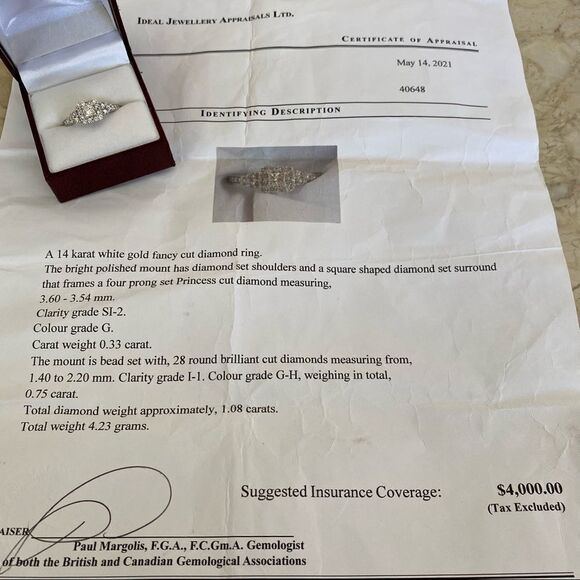 IDEAL JEWELLERY APPRAISALS LTD.
CERTIFICATE OF APPRAISAL
May 14, 2021
40648
IDENTIFYING DESCRIPTION
A 14 karat white gold fancy cut diamond ring.
The bright polished mount has diamond set shoulders and a square shaped diamond set surround
that frames a four prong set Princess cut diamond measuring,
3.60 - 3.54 mm.
Clarity grade SI-2.
Colour grade G.
Carat weight 0.33 carat.
The mount is bead set with, 28 round brilliant cut diamonds measuring from,
1.40 to 2.20 mm. Clarity grade I-1. Colour grade G-H, weighing in total,
0.75 carat.
Total diamond weight approximately, 1.08 carats.
Total weight 4.23 grams.
Suggested Insurance Coverage: $4,000.00
(Tax Excluded)
AISER
Paul Margolis, F.G.A., F.C.Gm.A. Gemologist
of both the British and Canadian Gemological Associations